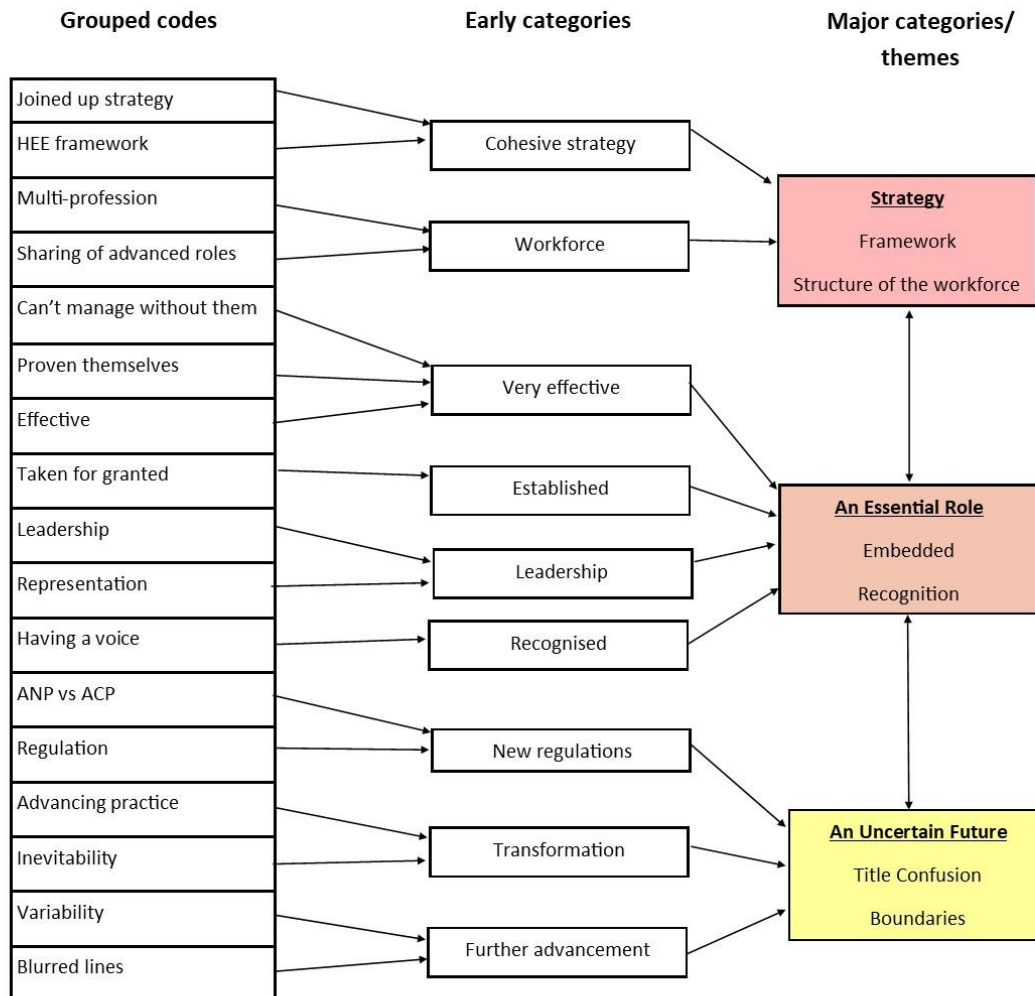 Grouped codes
Early categories
Major categories/
themes
Joined up strategy
HEE framework
Multi-profession
Sharing of advanced roles
Can't manage without them
Proven themselves
Effective
Taken for granted
Leadership
Representation
Having a voice
ANP vs ACP
Regulation
Advancing practice
Inevitability
Variability
Blurred lines
Cohesive strategy
Workforce
Very effective
Established
Leadership
Recognised
New regulations
Transformation
Further advancement
Strategy
Framework
Structure of the workforce
An Essential Role
Embedded
Recognition
An Uncertain Future
Title Confusion
Boundaries